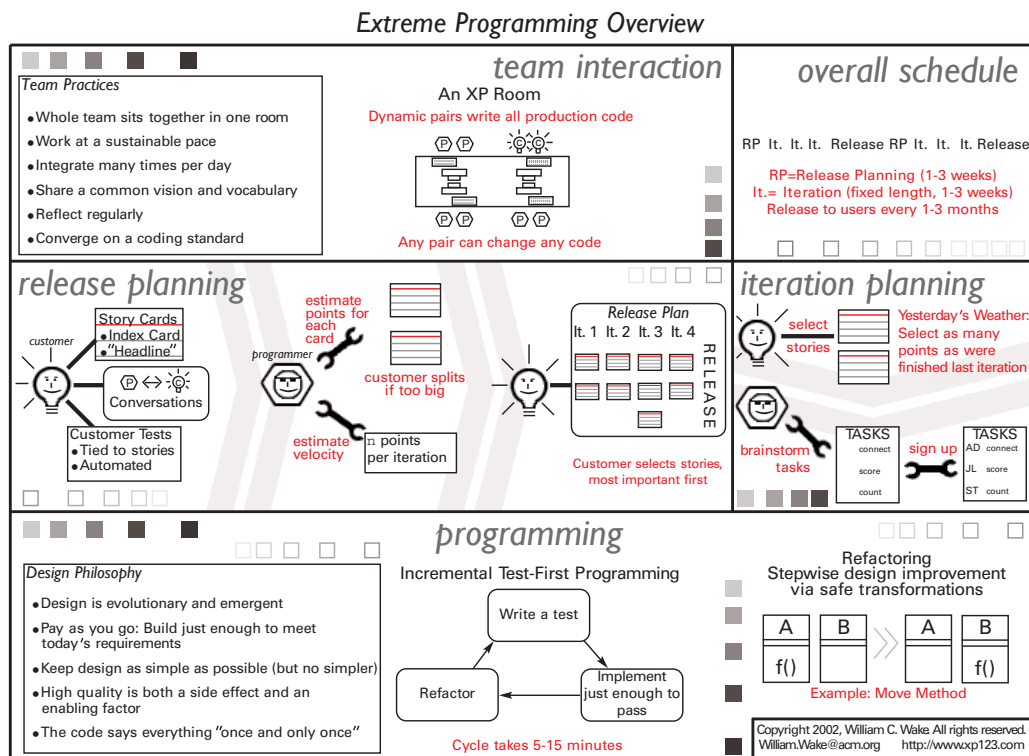 Extreme Programming Overview
team interaction
Team Practices
•Whole team sits together in one room
•Work at a sustainable pace
•Integrate many times per day
•Share a common vision and vocabulary
•Reflect regularly
•Converge on a coding standard
An XP Room
Dynamic pairs write all production code
P P C C
P P P P
Any pair can change any code
overall schedule
RP It. It. It. Release RP It. It. It. Release
RP=Release Planning (1-3 weeks)
It.= Iteration (fixed length, 1-3 weeks)
Release to users every 1-3 months
release planning
customer
Story Cards
•Index Card
•"Headline"
P ↔ C
Conversations
Customer Tests
•Tied to stories
•Automated
programmer
estimate
points for
each
card
customer splits
if too big
estimate
velocity
n points
per iteration
Release Plan
It. 1 It. 2 It. 3 It. 4
RELEASE
Customer selects stories,
most important first
iteration planning
select
stories
Yesterday's Weather:
Select as many
points as were
finished last iteration
brainstorm
tasks
TASKS
connect
score
count
sign up
TASKS
AD connect
JL score
ST count
programming
Design Philosophy
•Design is evolutionary and emergent
•Pay as you go: Build just enough to meet
today's requirements
•Keep design as simple as possible (but no simpler)
•High quality is both a side effect and an
enabling factor
•The code says everything "once and only once"
Incremental Test-First Programming
Write a test
Refactor
Implement
just enough to
pass
Cycle takes 5-15 minutes
Refactoring
Stepwise design improvement
via safe transformations
A B A B
f() f()
Example: Move Method
Copyright 2002, William C. Wake All rights reserved.
William.Wake@acm.org http://www.xp123.com